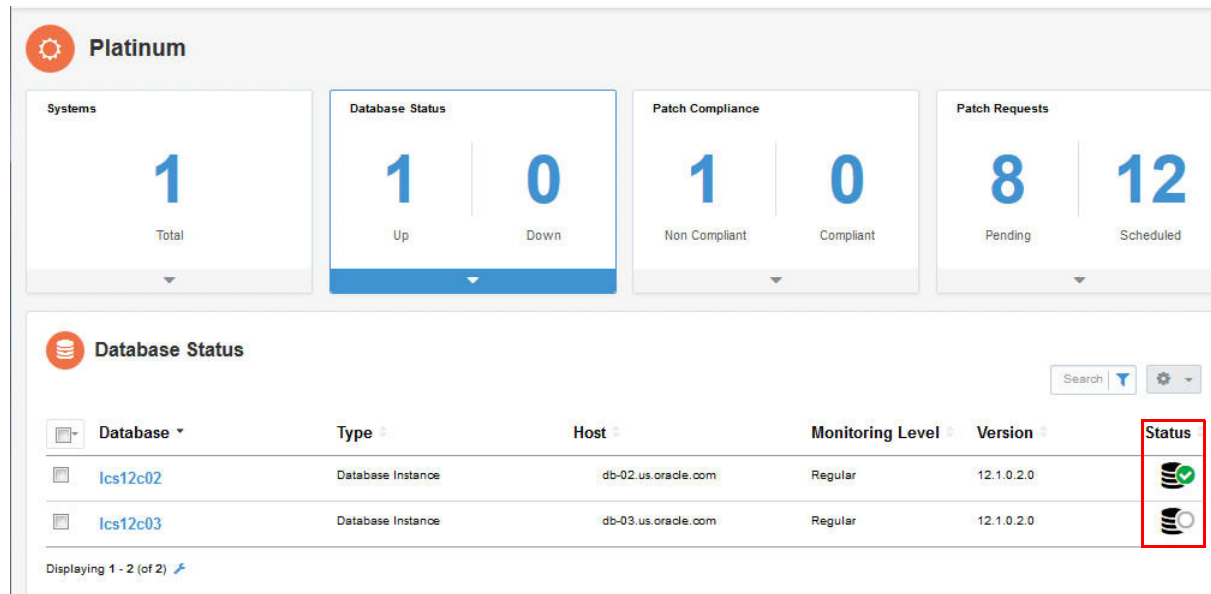 Platinum
Systems
1
Total
Database Status
1 0
Up Down
Patch Compliance
1 0
Non Compliant Compliant
Patch Requests
8 12
Pending Scheduled
Database Status
Search
Database Type Host Monitoring Level Version Status
lcs12c02 Database Instance db-02.us.oracle.com Regular 12.1.0.2.0
lcs12c03 Database Instance db-03.us.oracle.com Regular 12.1.0.2.0
Displaying 1 - 2 (of 2)